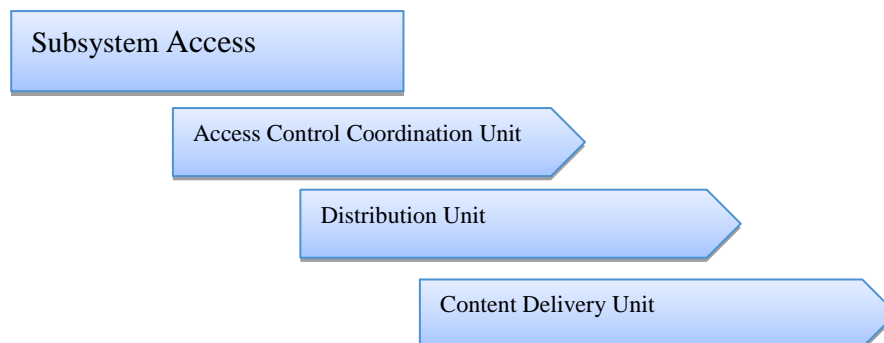 Subsystem Access
Access Control Coordination Unit
Distribution Unit
Content Delivery Unit